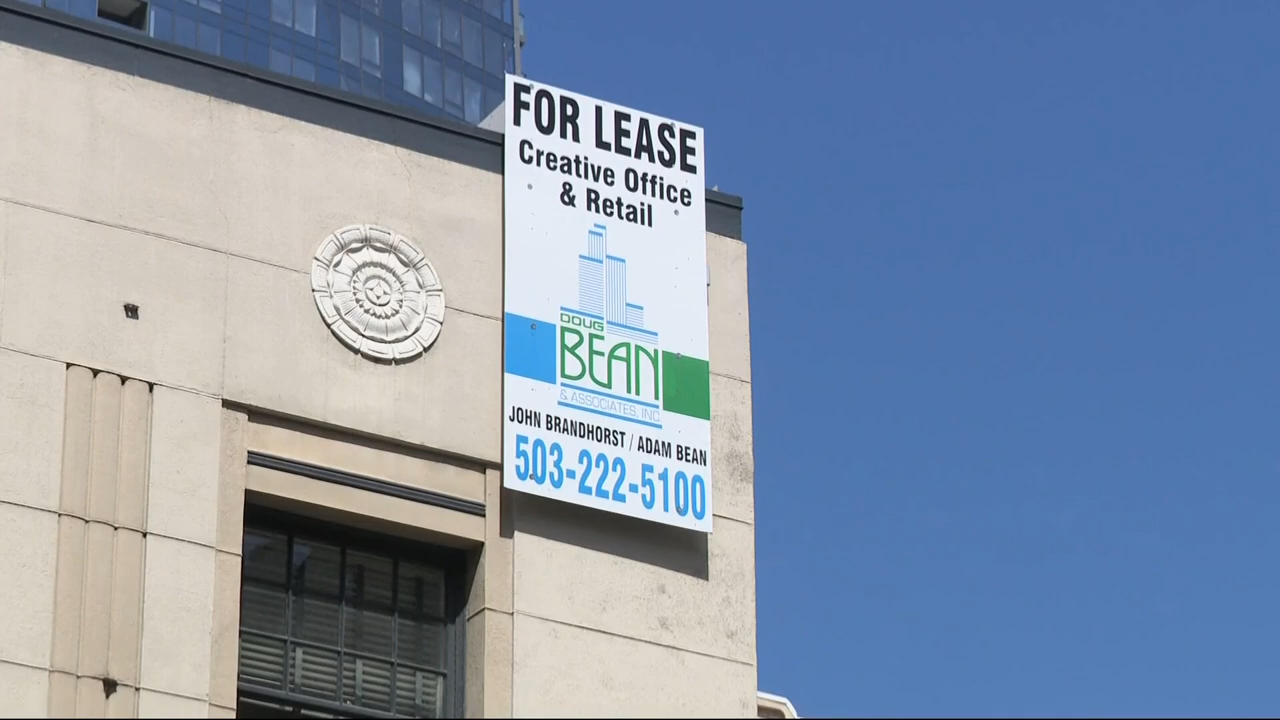 FOR LEASE
Creative Office
& Retail
DOUG
BEAN
& ASSOCIATES, INC.
JOHN BRANDHORST / ADAM BEAN
503-222-5100